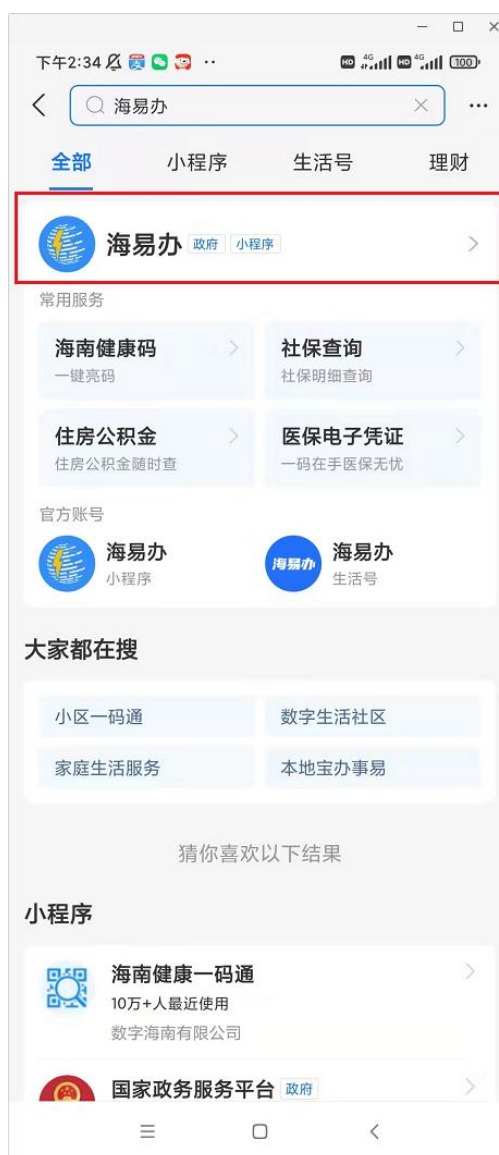 下午2:34
HD 4G HD 4G 100
海易办
全部 小程序 生活号 理财
海易办 政府 小程序
常用服务
海南健康码 社保查询
一键亮码 社保明细查询
住房公积金 医保电子凭证
住房公积金随时查 一码在手医保无忧
官方账号
海易办 海易办 海易办
小程序 生活号
大家都在搜
小区一码通 数字生活社区
家庭生活服务 本地宝办事易
猜你喜欢以下结果
小程序
海南健康一码通
10万+人最近使用
数字海南有限公司
国家政务服务平台 政府